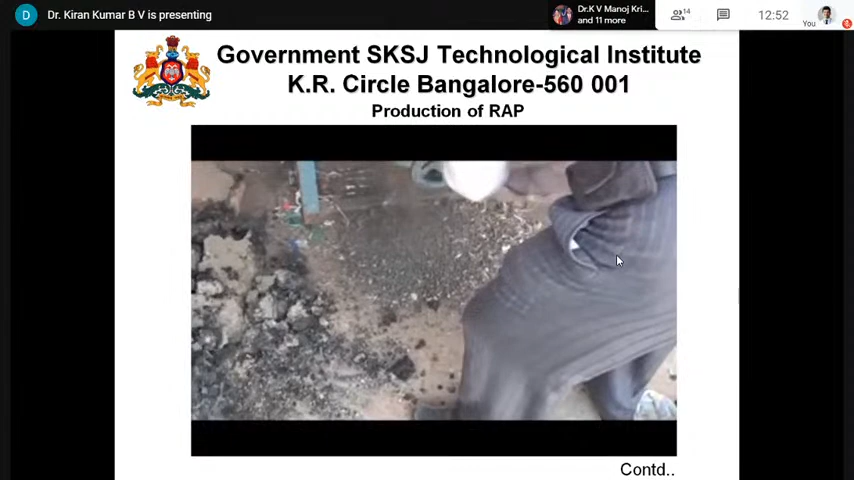 D
Dr. Kiran Kumar B V is presenting
Dr.K V Manoj Kri...
and 11 more
14
12:52
You
Government SKSJ Technological Institute
K.R. Circle Bangalore-560 001
Production of RAP
Contd..